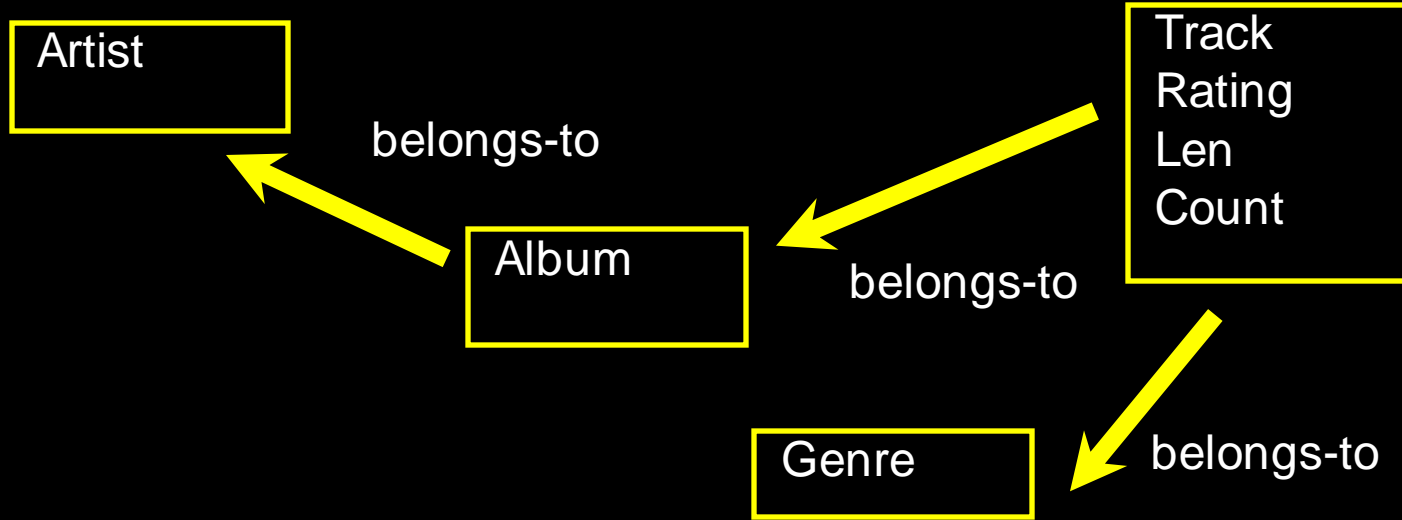 Artist
belongs-to
Album
belongs-to
Track
Rating
Len
Count
Genre
belongs-to